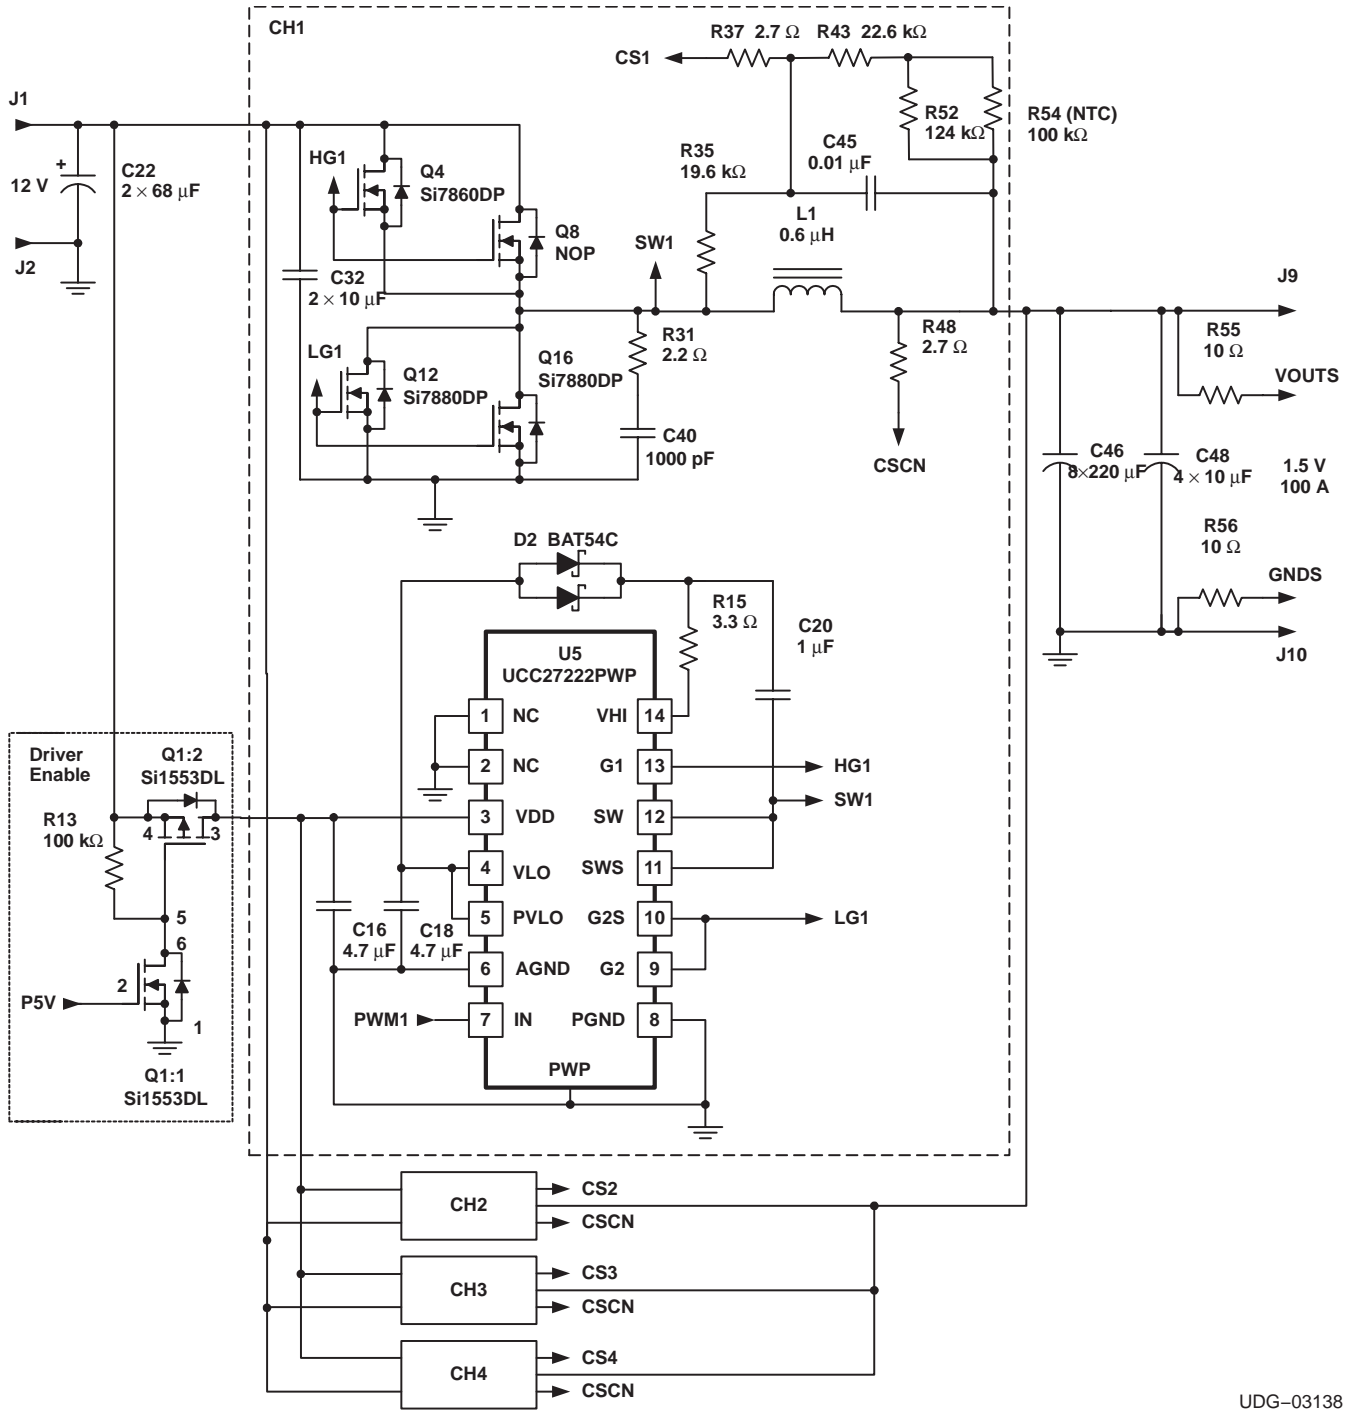 CH1
R37 2.7 Ω
R43 22.6 kΩ
CS1
J1
R52
124 kΩ
R54 (NTC)
100 kΩ
C45
0.01 μF
R35
19.6 kΩ
HG1
Q4
Si7860DP
+
12 V
C22
2 × 68 μF
L1
0.6 μH
Q8
NOP
SW1
J2
C32
2 × 10 μF
J9
R48
2.7 Ω
R55
10 Ω
R31
2.2 Ω
LG1
Q16
Si7880DP
Q12
Si7880DP
VOUTS
C40
1000 pF
CSCN
C46
8×220 μF
C48
4 × 10 μF
1.5 V
100 A
R56
10 Ω
D2 BAT54C
GNDS
R15
3.3 Ω
C20
1 μF
J10
U5
UCC27222PWP
1 NC
VHI 14
2 NC
G1 13
HG1
SW1
3 VDD
SW 12
4 VLO
SWS 11
5 PVLO
G2S 10
LG1
6 AGND
G2 9
PWM1
7 IN
PGND 8
PWP
C16
4.7 μF
C18
4.7 μF
Driver
Enable
Q1:2
Si1553DL
R13
100 kΩ
4
3
5
6
2
P5V
1
Q1:1
Si1553DL
CH2
CS2
CSCN
CH3
CS3
CSCN
CH4
CS4
CSCN
UDG−03138